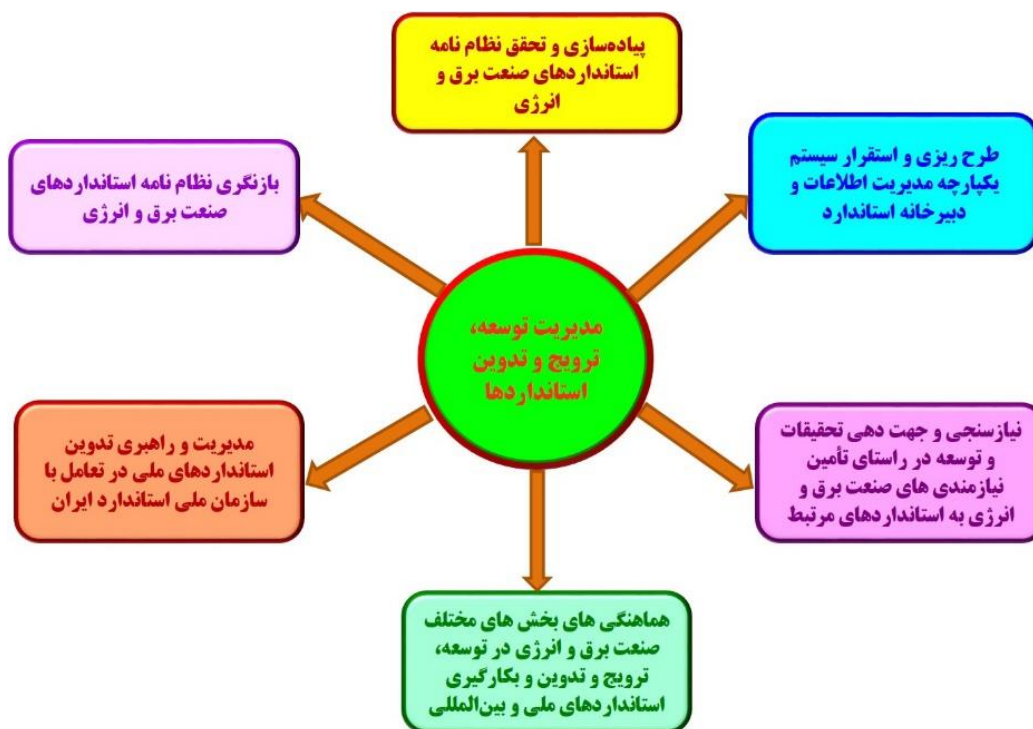 پیاده‌سازی و تحقق نظام نامه
استانداردهای صنعت برق و
انرژی
طرح ریزی و استقرار سیستم
یکپارچه مدیریت اطلاعات و
دبیرخانه استاندارد
بازنگری نظام نامه استانداردهای
صنعت برق و انرژی
مدیریت توسعه،
ترویج و تدوین
استانداردها
نیازسنجی و جهت دهی تحقیقات
و توسعه در راستای تأمین
نیازمندی های صنعت برق و
انرژی به استانداردهای مرتبط
مدیریت و راهبری تدوین
استانداردهای ملی در تعامل با
سازمان ملی استاندارد ایران
هماهنگی های بخش های مختلف
صنعت برق و انرژی در توسعه،
ترویج و تدوین و بکارگیری
استانداردهای ملی و بین‌المللی